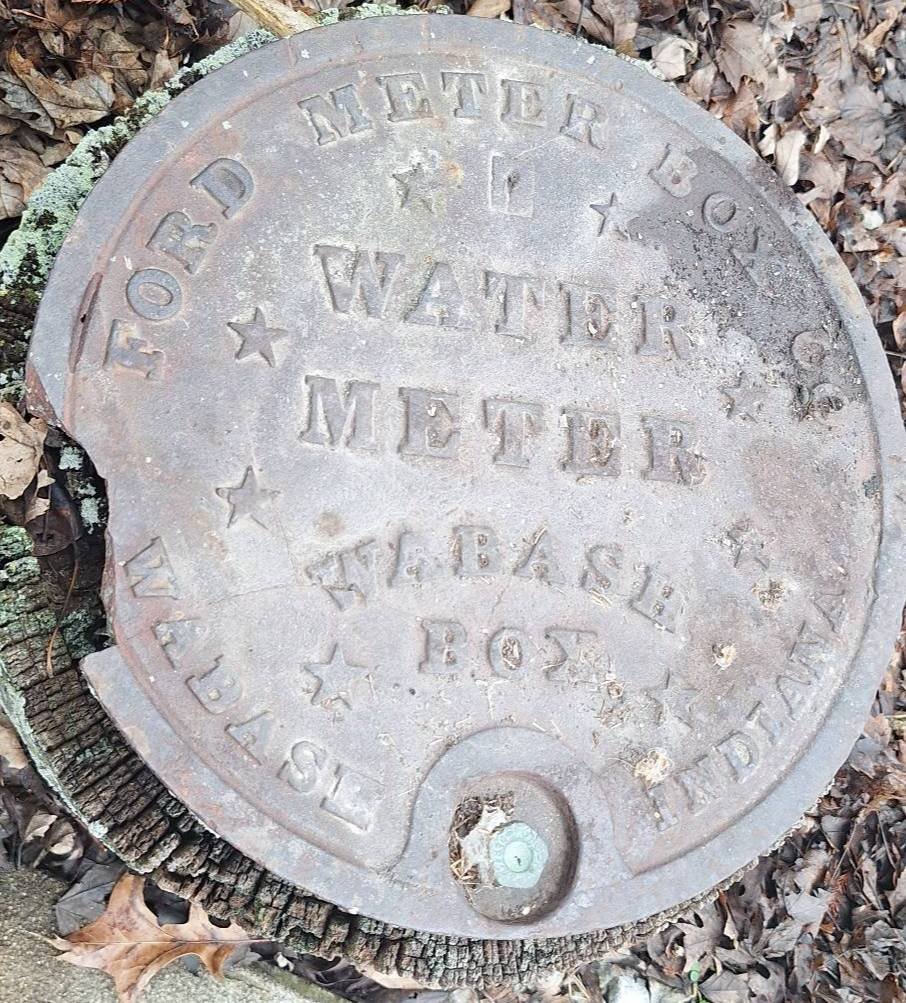 FORD METER BOX CO
WATER
METER
WABASH
BOX
WABASH INDIANA